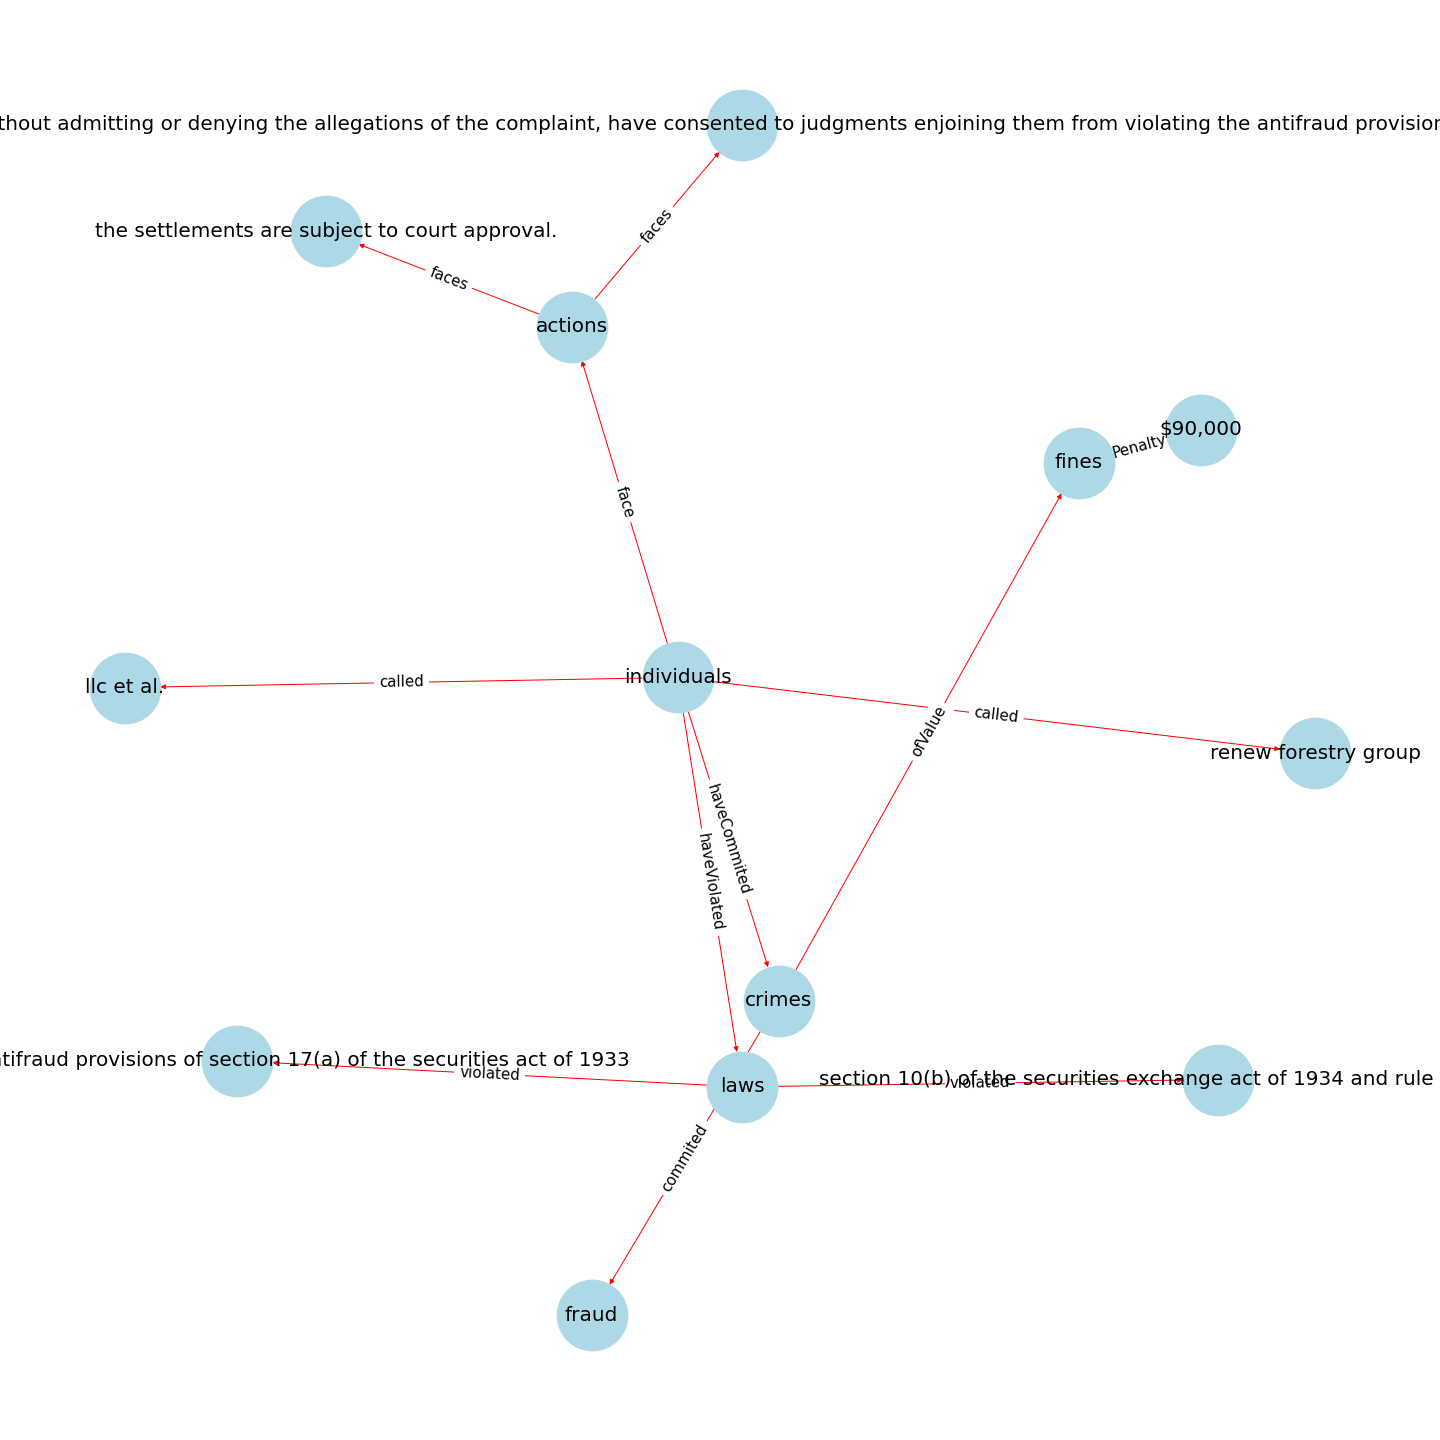 thout admitting or denying the allegations of the complaint, have consented to judgments enjoining them from violating the antifraud provision
the settlements are subject to court approval.
faces
faces
actions
$90,000
Penalty
fines
face
individuals
llc et al.
called
called
ofValue
renew forestry group
haveCommited
haveViolated
crimes
tifraud provisions of section 17(a) of the securities act of 1933
violated
laws
section 10(b) of the securities exchange act of 1934 and rule
violated
commited
fraud